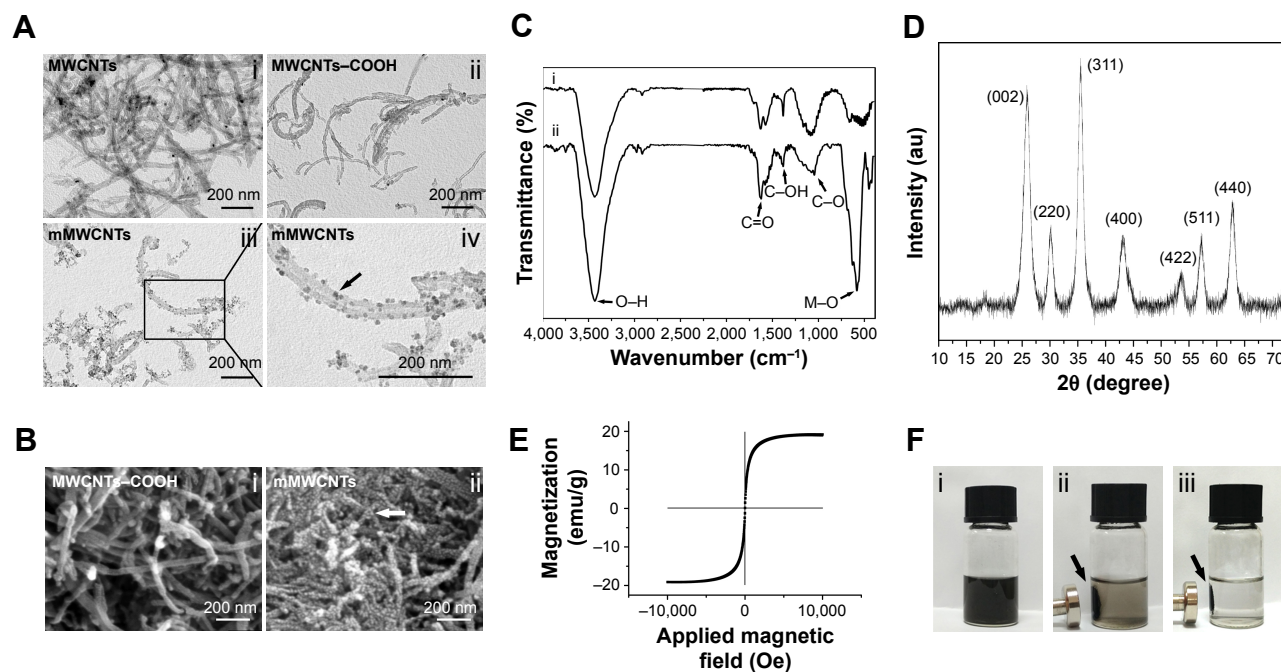 A
MWCNTs
i
200 nm
MWCNTs–COOH
ii
200 nm
mMWCNTs
iii
200 nm
mMWCNTs
iv
200 nm
B
MWCNTs–COOH
i
200 nm
mMWCNTs
ii
200 nm
C
Transmittance (%)
i
ii
O–H
C=O
C–OH
C–O
M–O
4,000 3,500 3,000 2,500 2,000 1,500 1,000 500
Wavenumber (cm⁻¹)
D
Intensity (au)
(002)
(220)
(311)
(400)
(422)
(511)
(440)
10 15 20 25 30 35 40 45 50 55 60 65 70
2θ (degree)
E
Magnetization
(emu/g)
20
10
0
–10
–20
–10,000 0 10,000
Applied magnetic
field (Oe)
F
i
ii
iii